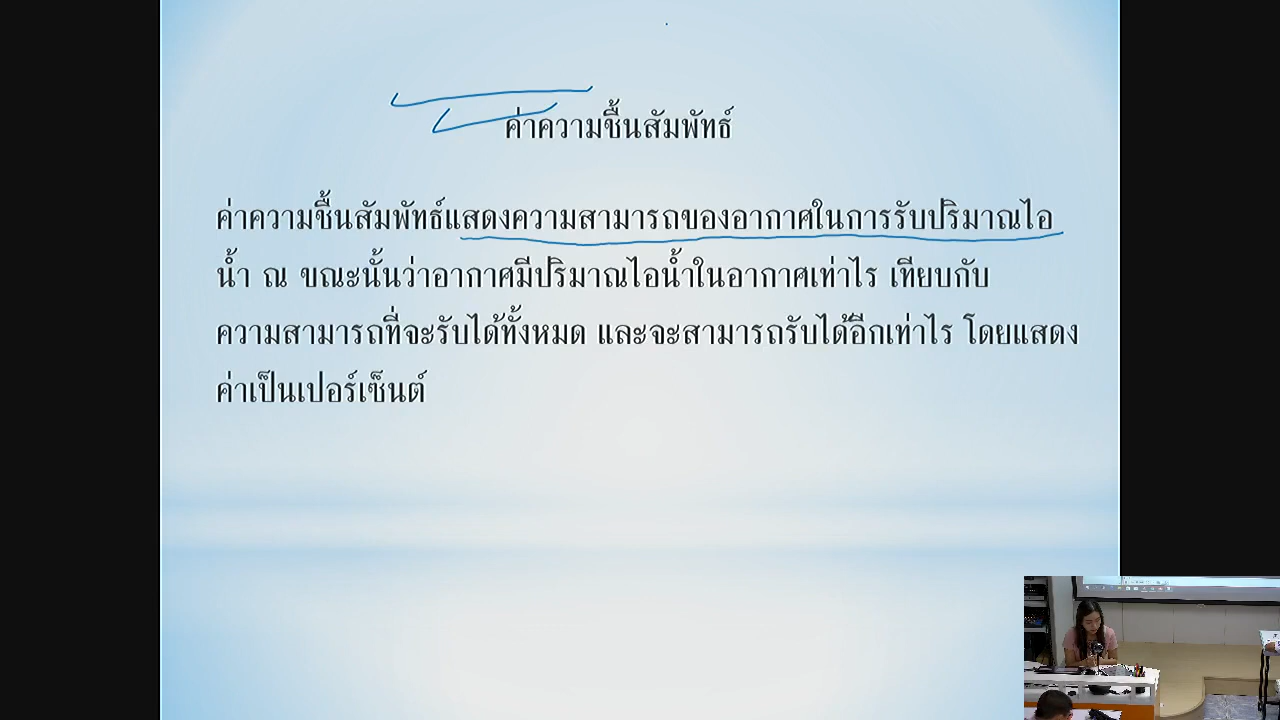 ค่าความชื้นสัมพัทธ์
ค่าความชื้นสัมพัทธ์แสดงความสามารถของอากาศในการรับปริมาณไอ
น้ำ ณ ขณะนั้นว่าอากาศมีปริมาณไอน้ำในอากาศเท่าไร เทียบกับ
ความสามารถที่จะรับได้ทั้งหมด และจะสามารถรับได้อีกเท่าไร โดยแสดง
ค่าเป็นเปอร์เซ็นต์